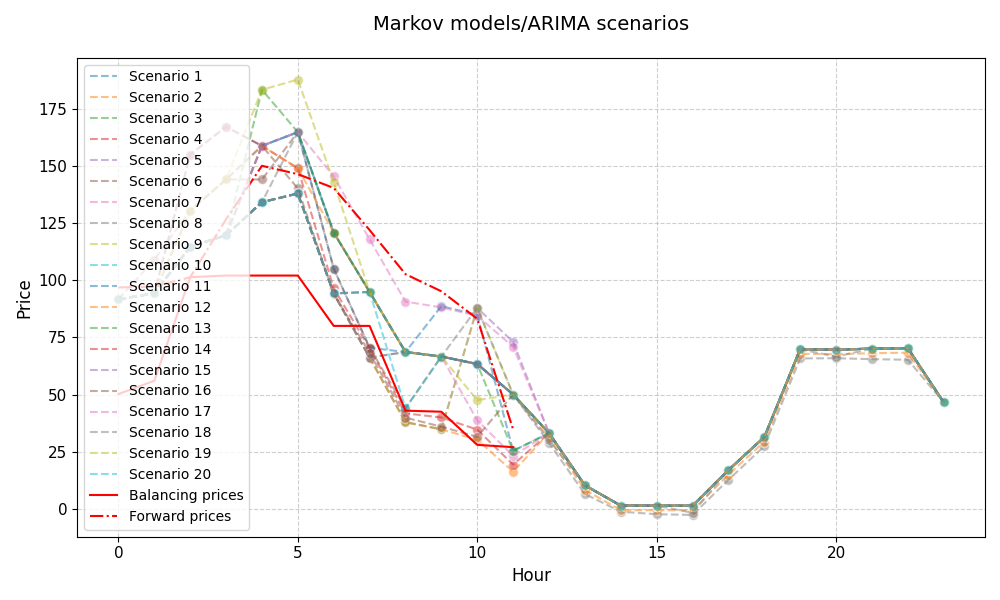 Markov models/ARIMA scenarios
Price
175
150
125
100
75
50
25
0
Scenario 1
Scenario 2
Scenario 3
Scenario 4
Scenario 5
Scenario 6
Scenario 7
Scenario 8
Scenario 9
Scenario 10
Scenario 11
Scenario 12
Scenario 13
Scenario 14
Scenario 15
Scenario 16
Scenario 17
Scenario 18
Scenario 19
Scenario 20
Balancing prices
Forward prices
0 5 10 15 20
Hour